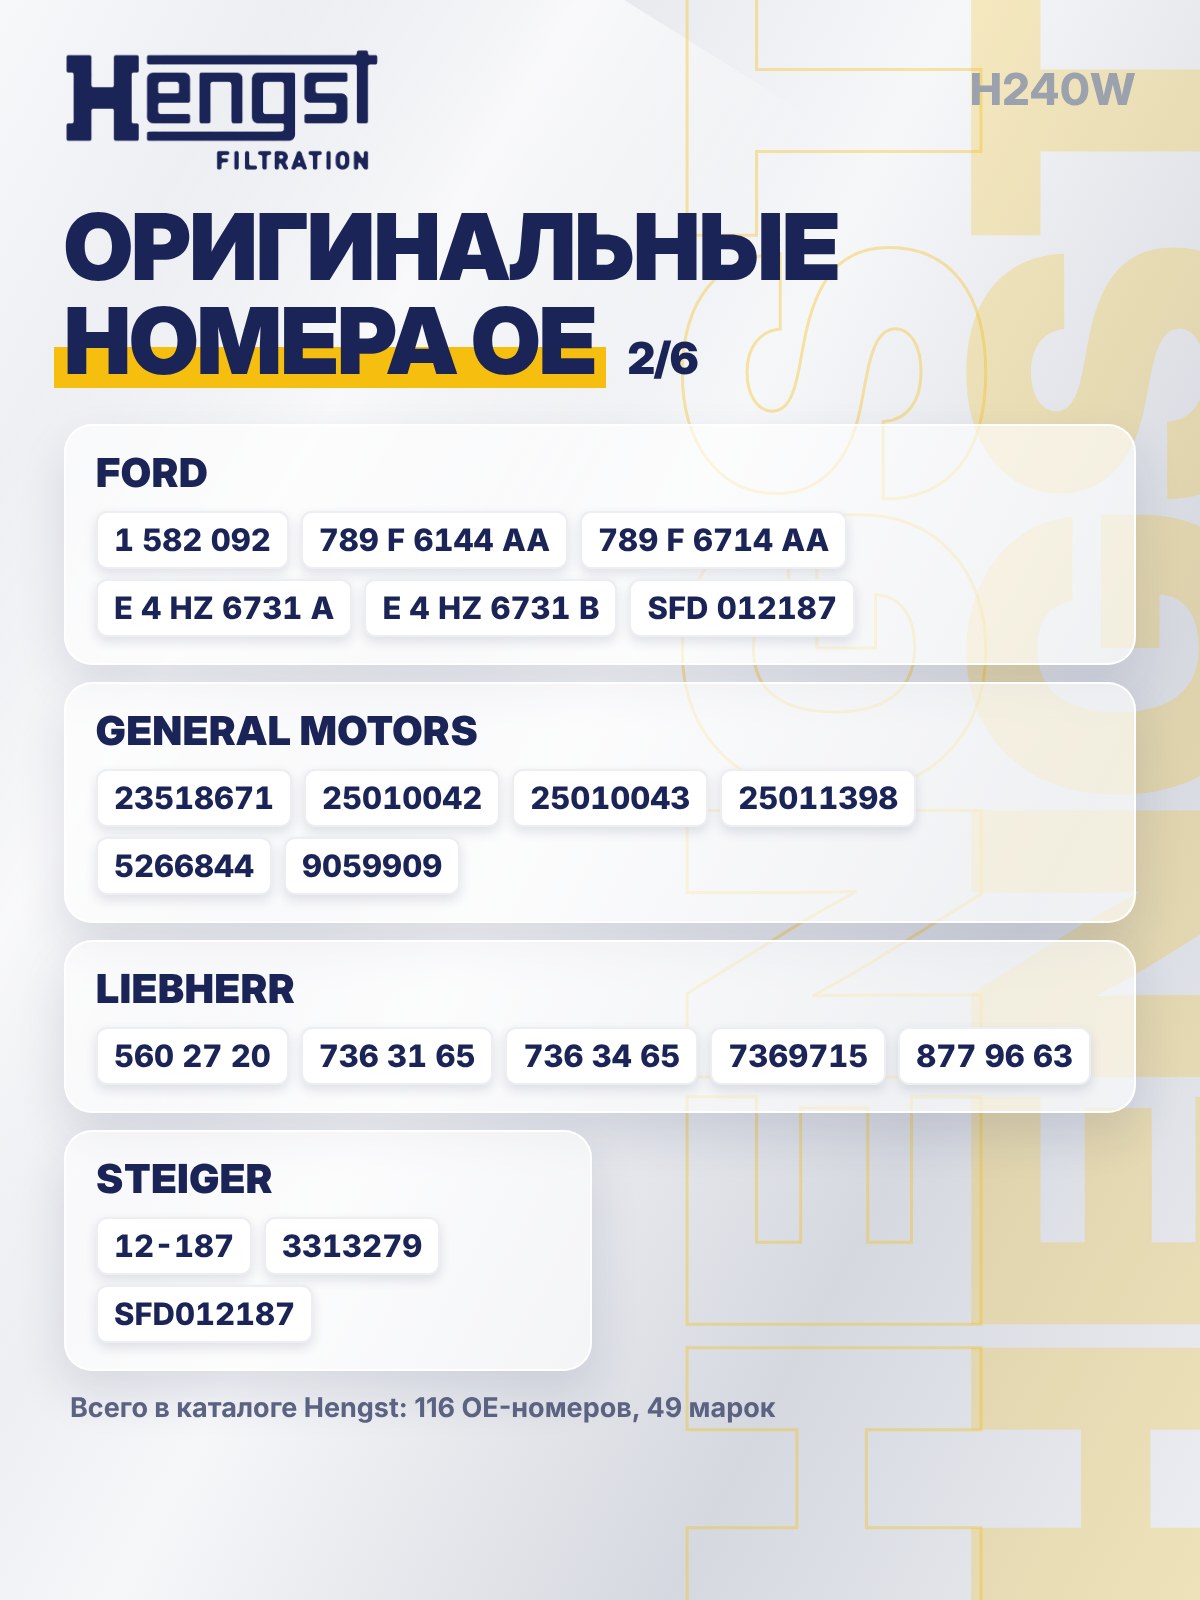 Hengst
FILTRATION
H240W
ОРИГИНАЛЬНЫЕ
НОМЕРА OE 2/6
FORD
1 582 092 789 F 6144 AA 789 F 6714 AA
E 4 HZ 6731 A E 4 HZ 6731 B SFD 012187
GENERAL MOTORS
23518671 25010042 25010043 25011398
5266844 9059909
LIEBHERR
560 27 20 736 31 65 736 34 65 7369715 877 96 63
STEIGER
12-187 3313279
SFD012187
Всего в каталоге Hengst: 116 OE-номеров, 49 марок
HENGST
HENGST